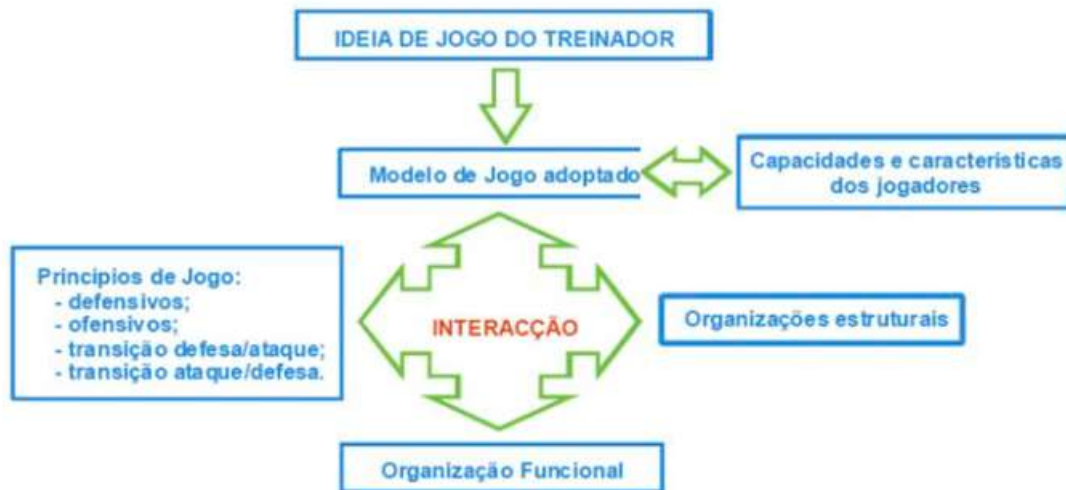 IDEIA DE JOGO DO TREINADOR
Modelo de Jogo adoptado
Capacidades e características
dos jogadores
Principios de Jogo:
- defensivos;
- ofensivos;
- transição defesa/ataque;
- transição ataque/defesa.
INTERACÇÃO
Organizações estruturais
Organização Funcional